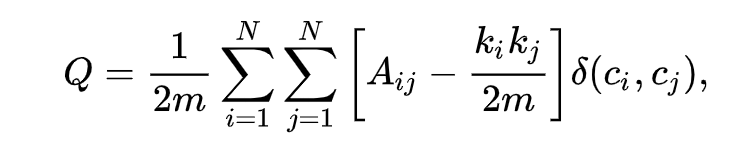 Q = \frac{1}{2m} \sum_{i=1}^{N} \sum_{j=1}^{N} \left[ A_{ij} - \frac{k_i k_j}{2m} \right] \delta(c_i, c_j),